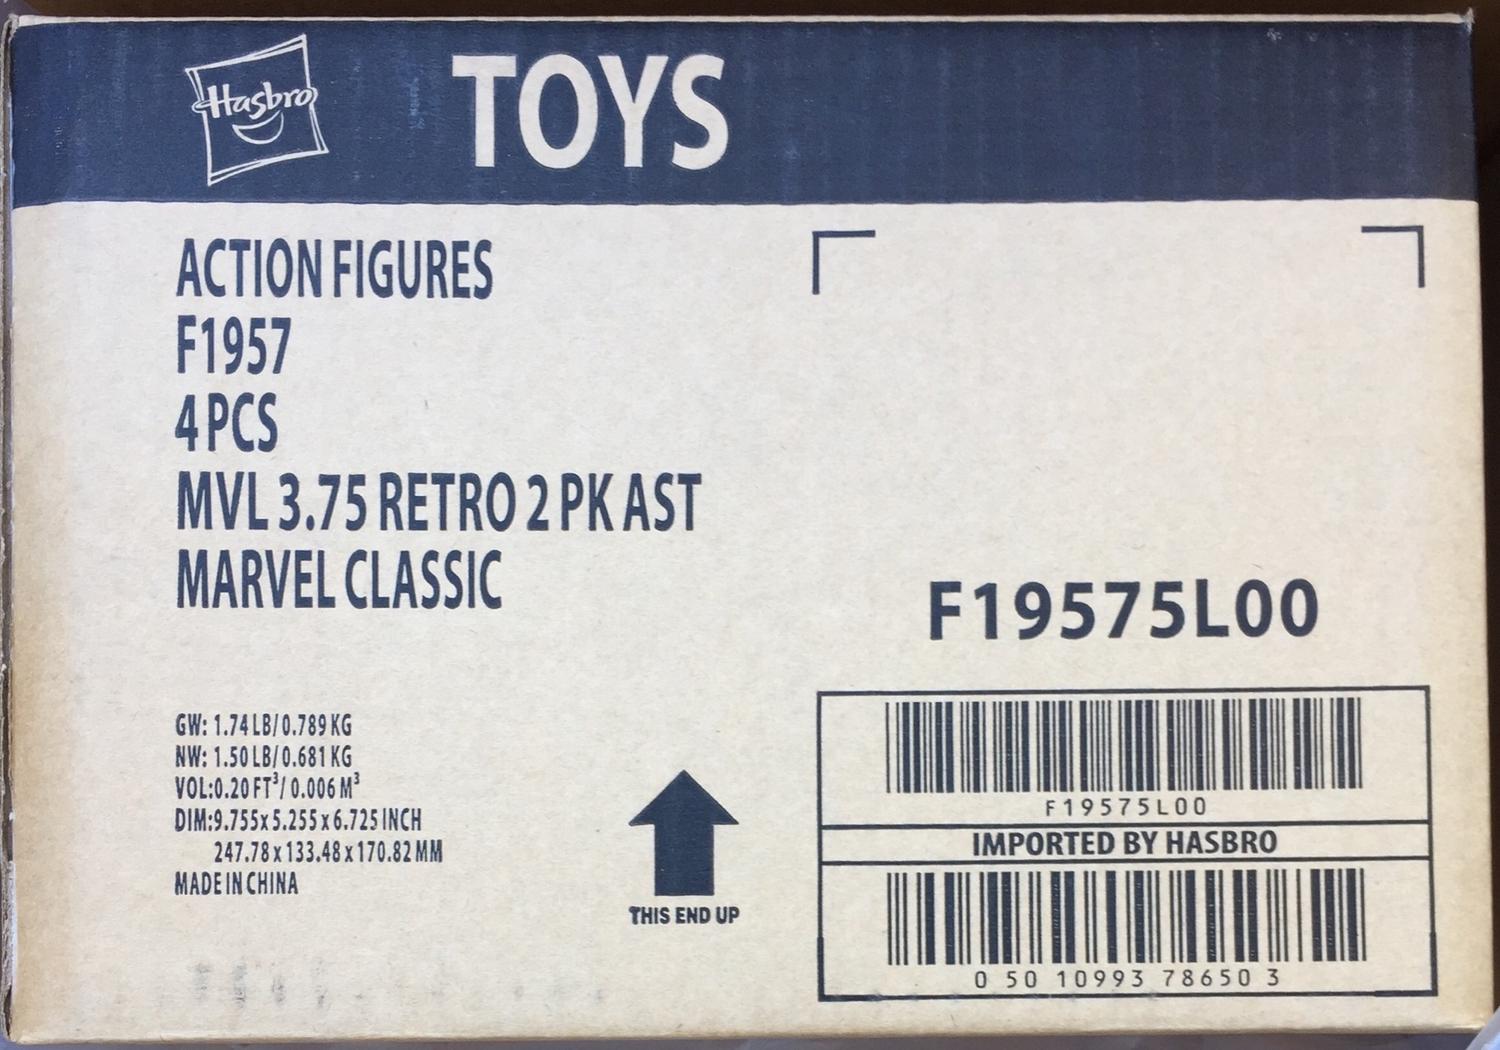 Hasbro
TOYS
ACTION FIGURES
F1957
4 PCS
MVL 3.75 RETRO 2 PK AST
MARVEL CLASSIC
GW: 1.74 LB/ 0.789 KG
NW: 1.50 LB/ 0.681 KG
VOL:0.20 FT³/ 0.006 M³
DIM:9.755 x 5.255 x 6.725 INCH
247.78 x 133.48 x 170.82 MM
MADE IN CHINA
THIS END UP
F19575L00
F19575L00
IMPORTED BY HASBRO
0 50 10993 78650 3